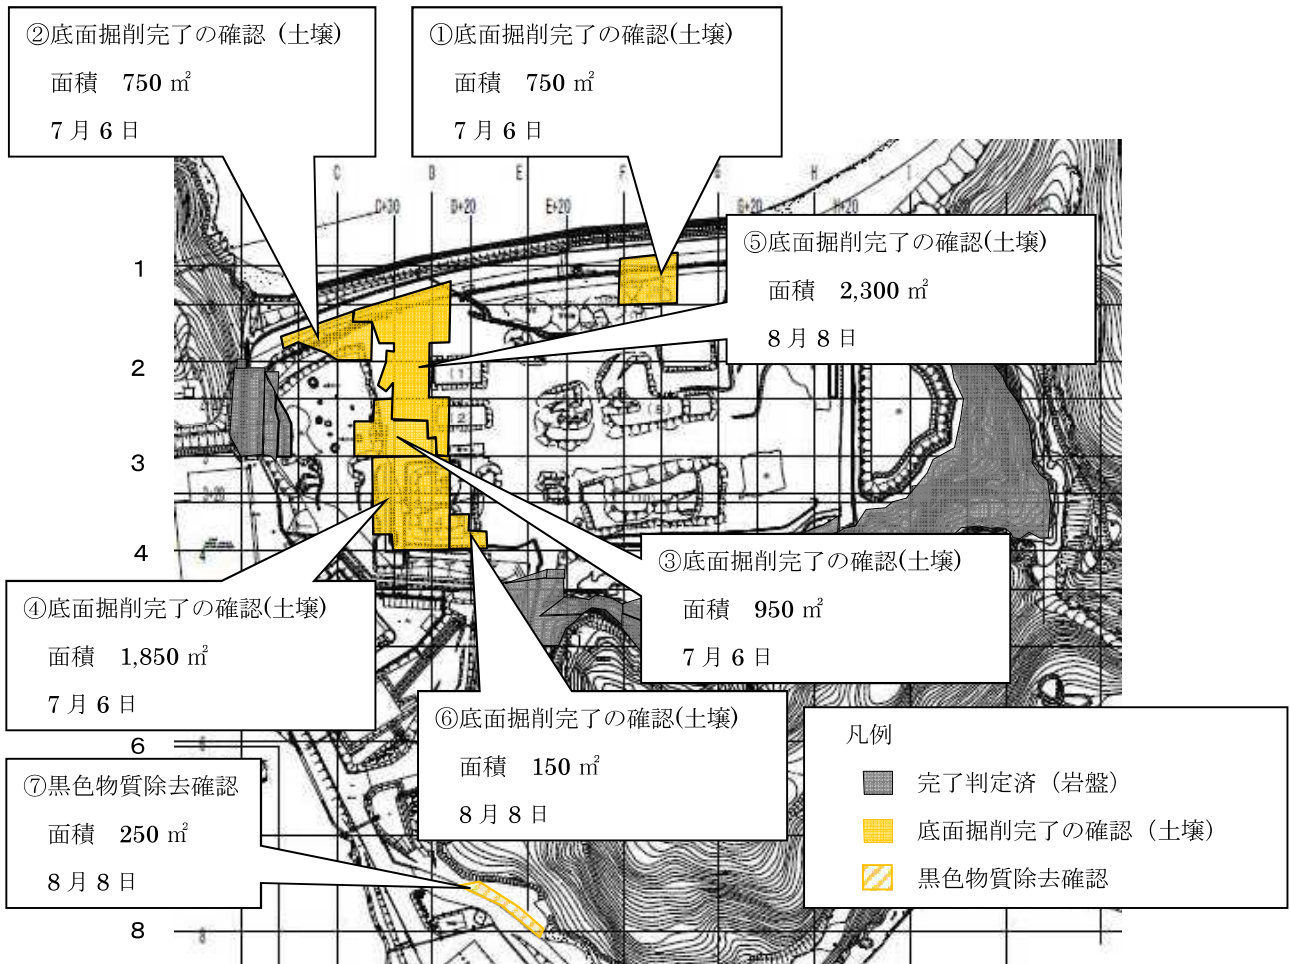 ②底面掘削完了の確認（土壌）
面積　750 ㎡
7 月 6 日
①底面掘削完了の確認(土壌)
面積　750 ㎡
7 月 6 日
C
D
E
F
G
H
I
C+30
D+20
E+20
G+20
H+20
⑤底面掘削完了の確認(土壌)
面積　2,300 ㎡
8 月 8 日
1
2
3
4
③底面掘削完了の確認(土壌)
面積　950 ㎡
7 月 6 日
④底面掘削完了の確認(土壌)
面積　1,850 ㎡
7 月 6 日
⑥底面掘削完了の確認(土壌)
面積　150 ㎡
8 月 8 日
6
⑦黒色物質除去確認
面積　250 ㎡
8 月 8 日
8
凡例
完了判定済（岩盤）
底面掘削完了の確認（土壌）
黒色物質除去確認